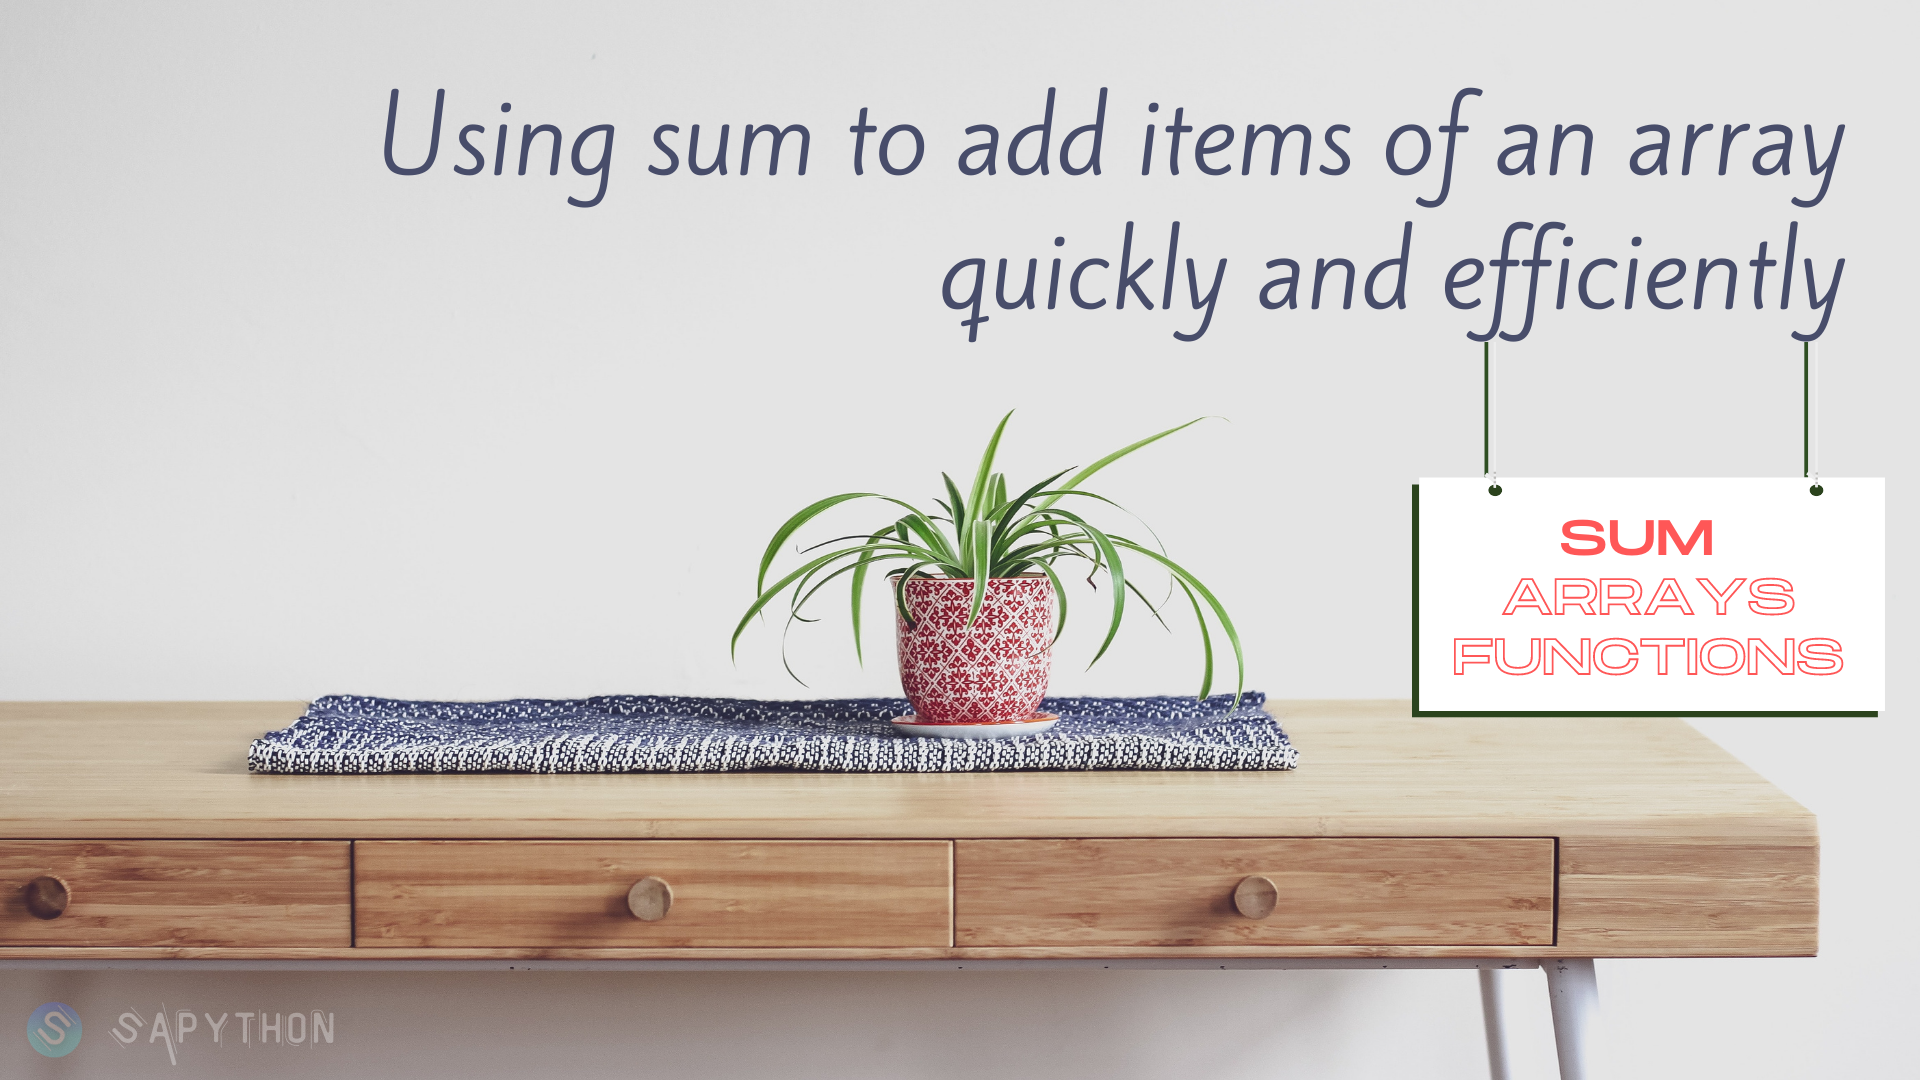 Using sum to add items of an array
quickly and efficiently
SUM
ARRAYS
FUNCTIONS
S SAPYTHON